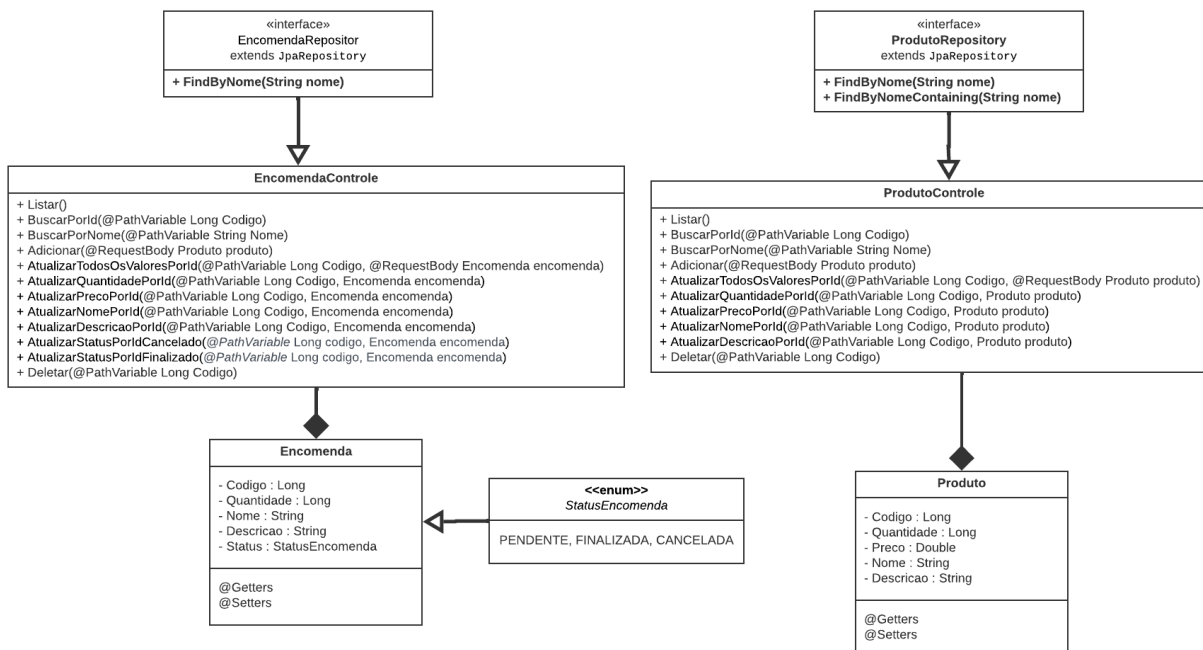 «interface»
EncomendaRepositor
extends JpaRepository
+ FindByNome(String nome)
«interface»
ProdutoRepository
extends JpaRepository
+ FindByNome(String nome)
+ FindByNomeContaining(String nome)
EncomendaControle
+ Listar()
+ BuscarPorId(@PathVariable Long Codigo)
+ BuscarPorNome(@PathVariable String Nome)
+ Adicionar(@RequestBody Produto produto)
+ AtualizarTodosOsValoresPorId(@PathVariable Long Codigo, @RequestBody Encomenda encomenda)
+ AtualizarQuantidadePorId(@PathVariable Long Codigo, Encomenda encomenda)
+ AtualizarPrecoPorId(@PathVariable Long Codigo, Encomenda encomenda)
+ AtualizarNomePorId(@PathVariable Long Codigo, Encomenda encomenda)
+ AtualizarDescricaoPorId(@PathVariable Long Codigo, Encomenda encomenda)
+ AtualizarStatusPorIdCancelado(@PathVariable Long codigo, Encomenda encomenda)
+ AtualizarStatusPorIdFinalizado(@PathVariable Long codigo, Encomenda encomenda)
+ Deletar(@PathVariable Long Codigo)
ProdutoControle
+ Listar()
+ BuscarPorId(@PathVariable Long Codigo)
+ BuscarPorNome(@PathVariable String Nome)
+ Adicionar(@RequestBody Produto produto)
+ AtualizarTodosOsValoresPorId(@PathVariable Long Codigo, @RequestBody Produto produto)
+ AtualizarQuantidadePorId(@PathVariable Long Codigo, Produto produto)
+ AtualizarPrecoPorId(@PathVariable Long Codigo, Produto produto)
+ AtualizarNomePorId(@PathVariable Long Codigo, Produto produto)
+ AtualizarDescricaoPorId(@PathVariable Long Codigo, Produto produto)
+ Deletar(@PathVariable Long Codigo)
Encomenda
- Codigo : Long
- Quantidade : Long
- Nome : String
- Descricao : String
- Status : StatusEncomenda
@Getters
@Setters
<<enum>>
StatusEncomenda
PENDENTE, FINALIZADA, CANCELADA
Produto
- Codigo : Long
- Quantidade : Long
- Preco : Double
- Nome : String
- Descricao : String
@Getters
@Setters